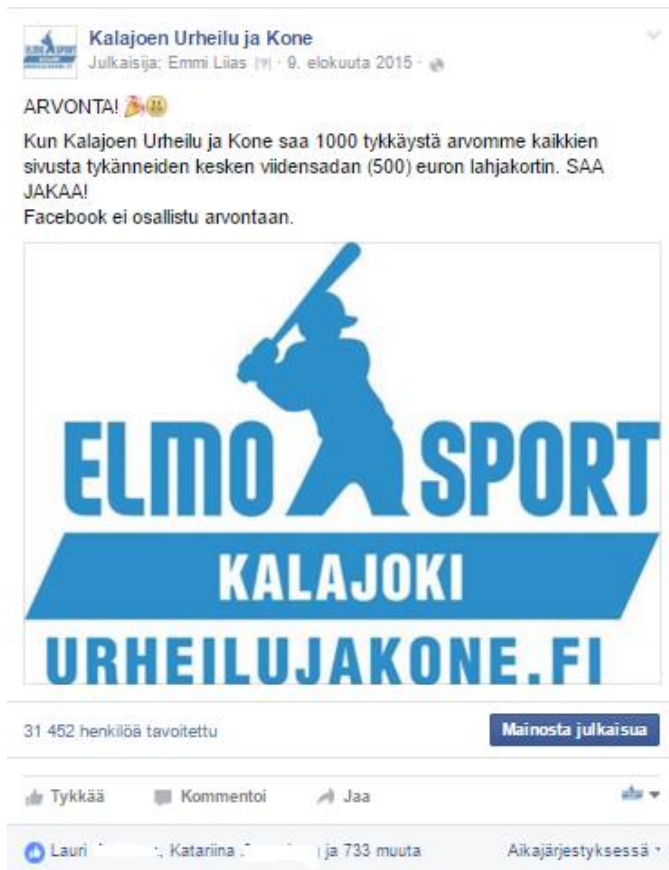 Kalajoen Urheilu ja Kone
Julkaisija: Emmi Liias [?] · 9. elokuuta 2015 ·
ARVONTA!
Kun Kalajoen Urheilu ja Kone saa 1000 tykkäystä arvomme kaikkien
sivusta tykänneiden kesken viidensadan (500) euron lahjakortin. SAA
JAKAA!
Facebook ei osallistu arvontaan.
ELMO SPORT
KALAJOKI
URHEILUJAKONE.FI
31 452 henkilöä tavoitettu
Mainosta julkaisua
Tykkää Kommentoi Jaa
Lauri , Katariina ja 733 muuta Aikajärjestyksessä